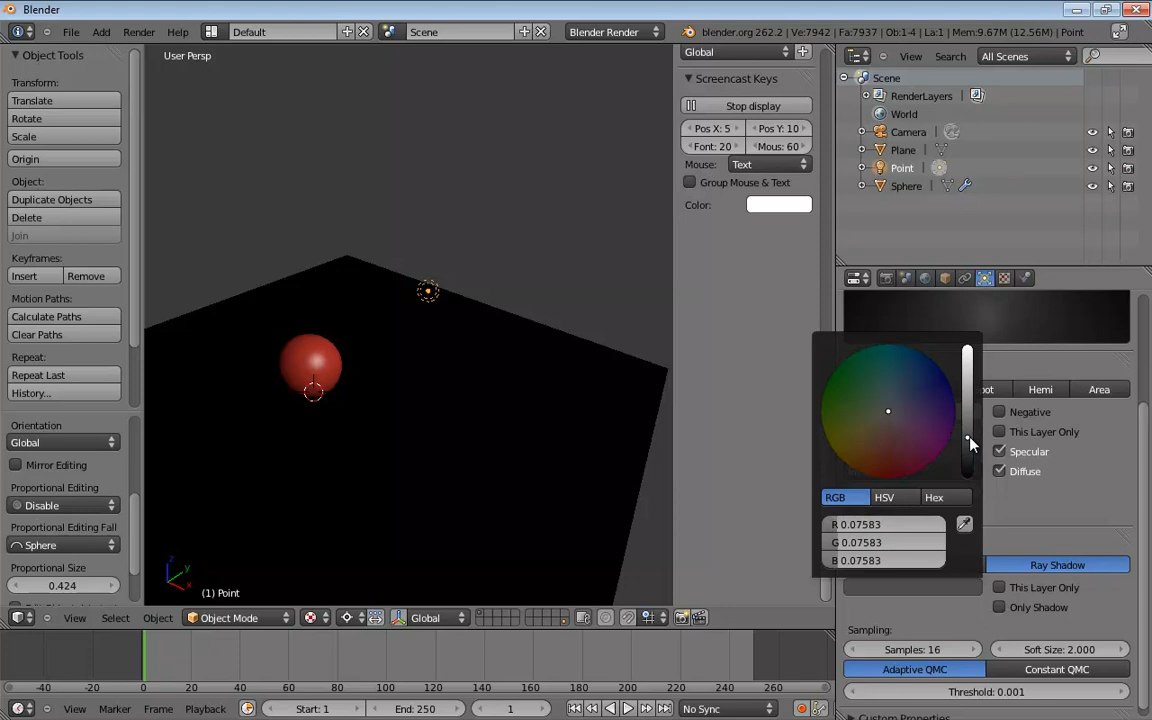 Blender
File Add Render Help Default Scene Blender Render blender.org 262.2 | Ve:7942 | Fa:7937 | Ob:1-4 | La:1 | Mem:9.67M (12.56M) | Point
Object Tools
Transform:
Translate
Rotate
Scale
Origin
Object:
Duplicate Objects
Delete
Join
Keyframes:
Insert Remove
Motion Paths:
Calculate Paths
Clear Paths
Repeat:
Repeat Last
History...
Orientation
Global
Mirror Editing
Proportional Editing
Disable
Proportional Editing Fall
Sphere
Proportional Size
0.424
User Persp
z
y
x
(1) Point
Global
Screencast Keys
Stop display
Pos X: 5 Pos Y: 10
Font: 20 Mous: 60
Mouse: Text
Group Mouse & Text
Color:
View Search All Scenes
Scene
RenderLayers
World
Camera
Plane
Point
Sphere
oot Hemi Area
Negative
This Layer Only
Specular
Diffuse
RGB HSV Hex
R 0.07583
G 0.07583
B 0.07583
Ray Shadow
This Layer Only
Only Shadow
Sampling:
Samples: 16 Soft Size: 2.000
Adaptive QMC Constant QMC
Threshold: 0.001
Custom Properties
View Select Object Object Mode Global
-40 -20 0 20 40 60 80 100 120 140 160 180 200 220 240 260
View Marker Frame Playback Start: 1 End: 250 1 No Sync